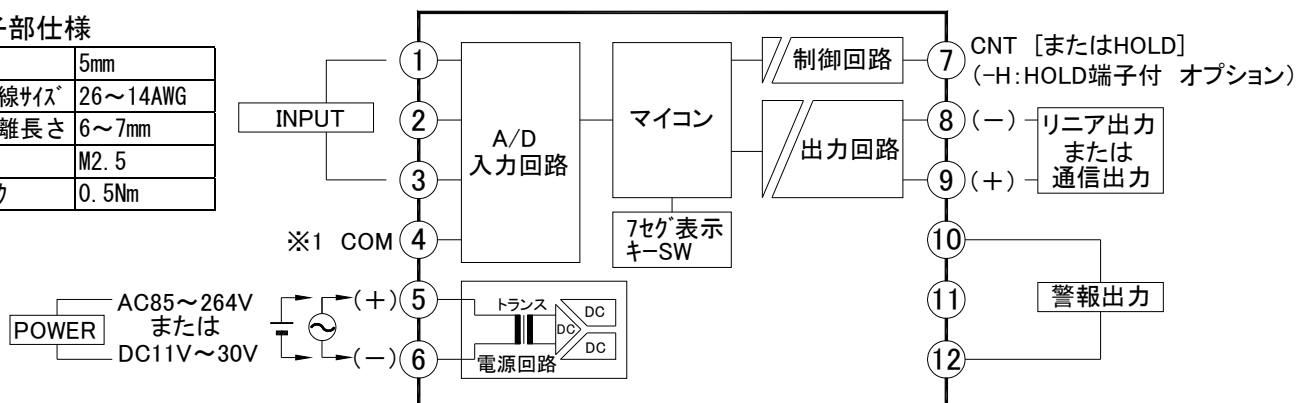 子部仕様
5mm
線ｻｲｽﾞ 26～14AWG
離長さ 6～7mm
M2.5
ｸ 0.5Nm
INPUT
1
2
3
※1 COM 4
POWER
AC85～264V
または
DC11V～30V
(+) 5
(-) 6
A/D
入力回路
マイコン
7ｾｸﾞ表示
ｷｰSW
トランス
DC
DC
DC
電源回路
制御回路
出力回路
7 CNT [またはHOLD]
(-H:HOLD端子付 オプション)
8 (-)
9 (+)
リニア出力
または
通信出力
10
11
12
警報出力